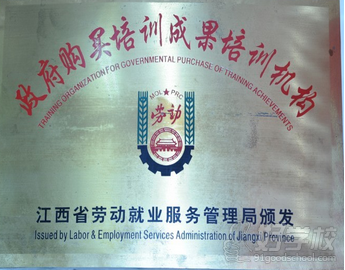 政府购买培训成果培训机构
TRAINING ORGANIZATION FOR GOVERNMENTAL PURCHASE OF TRAINING ACHIEVEMENTS
MOL★PRC
劳动
江西省劳动就业服务管理局颁发
Issued by Labor & Employment Services Administration of Jiangxi Province